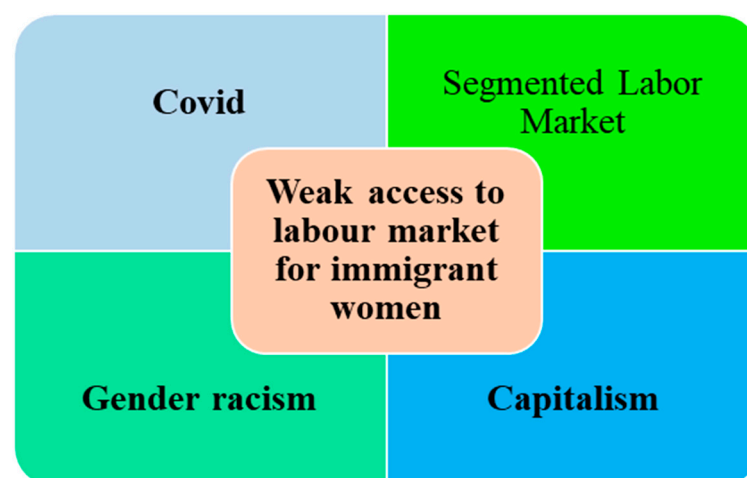 Covid
Segmented Labor
Market
Weak access to
labour market
for immigrant
women
Gender racism
Capitalism